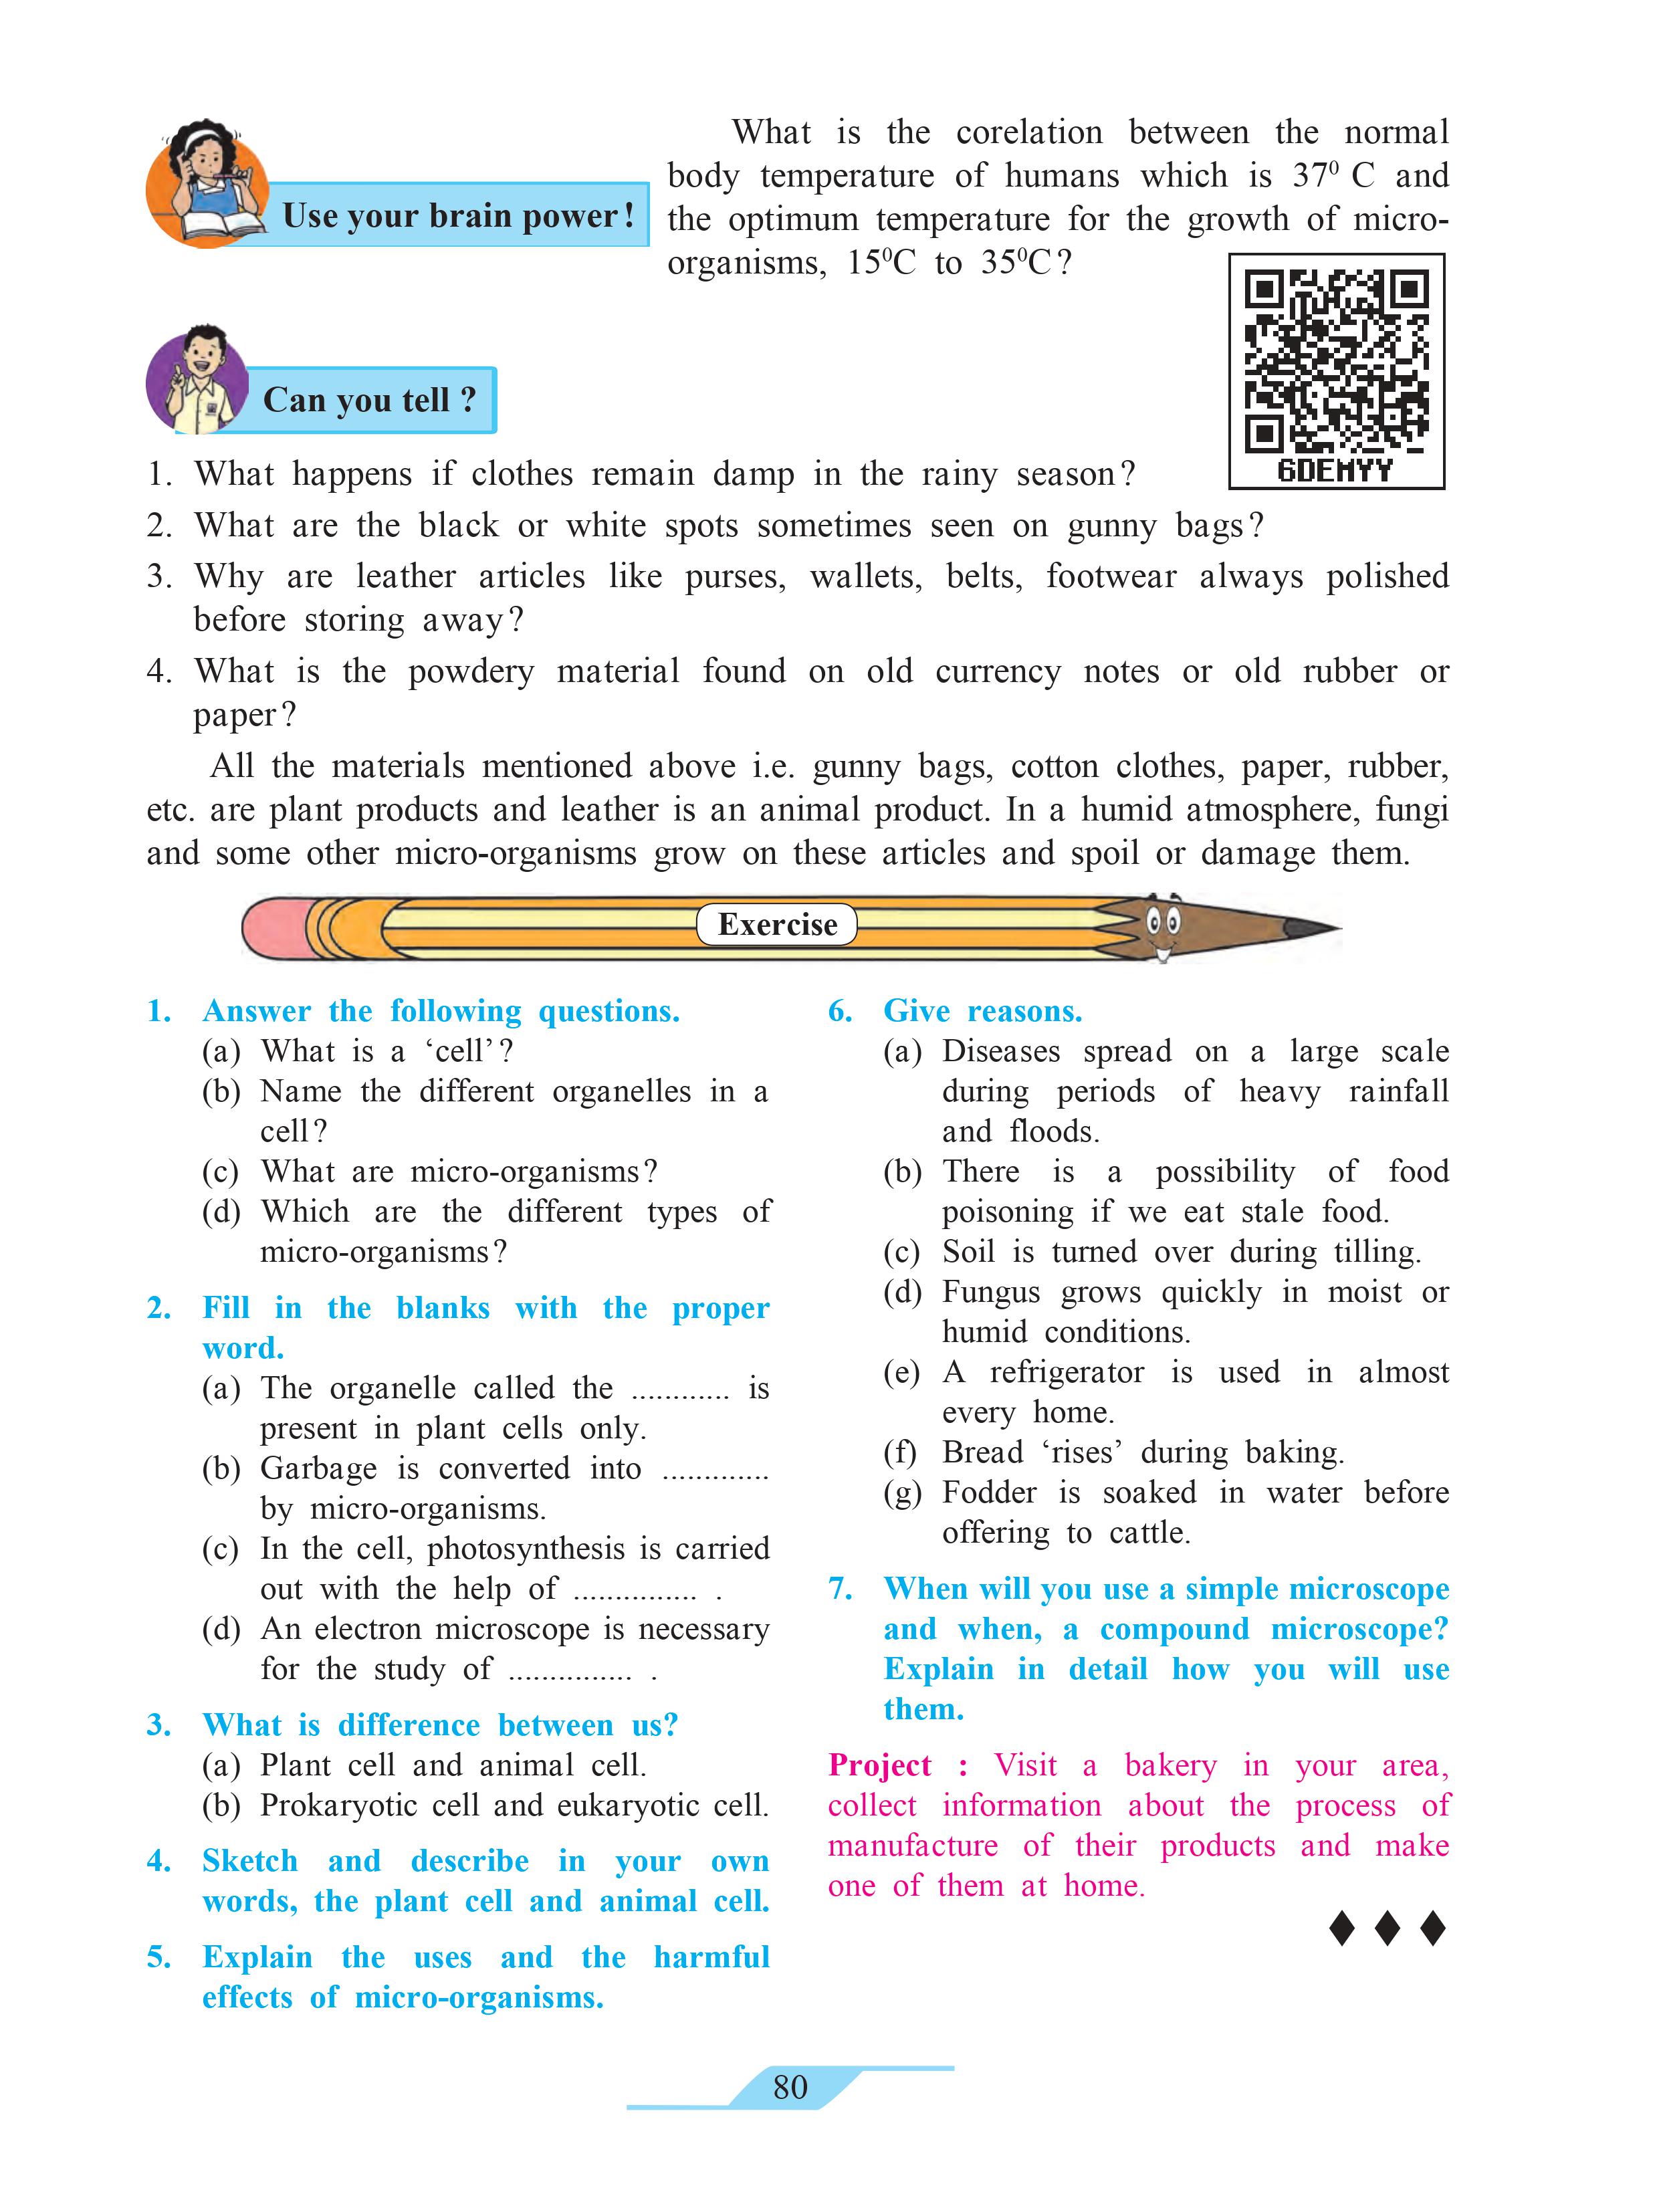 What is the corelation between the normal
body temperature of humans which is 37⁰ C and
the optimum temperature for the growth of micro-
organisms, 15⁰C to 35⁰C?
Use your brain power!
6DEMYY
Can you tell ?
1. What happens if clothes remain damp in the rainy season?
2. What are the black or white spots sometimes seen on gunny bags?
3. Why are leather articles like purses, wallets, belts, footwear always polished
before storing away?
4. What is the powdery material found on old currency notes or old rubber or
paper?
All the materials mentioned above i.e. gunny bags, cotton clothes, paper, rubber,
etc. are plant products and leather is an animal product. In a humid atmosphere, fungi
and some other micro-organisms grow on these articles and spoil or damage them.
Exercise
1. Answer the following questions.
(a) What is a ‘cell’?
(b) Name the different organelles in a
cell?
(c) What are micro-organisms?
(d) Which are the different types of
micro-organisms?
2. Fill in the blanks with the proper
word.
(a) The organelle called the ............ is
present in plant cells only.
(b) Garbage is converted into .............
by micro-organisms.
(c) In the cell, photosynthesis is carried
out with the help of ............... .
(d) An electron microscope is necessary
for the study of ............... .
3. What is difference between us?
(a) Plant cell and animal cell.
(b) Prokaryotic cell and eukaryotic cell.
4. Sketch and describe in your own
words, the plant cell and animal cell.
5. Explain the uses and the harmful
effects of micro-organisms.
6. Give reasons.
(a) Diseases spread on a large scale
during periods of heavy rainfall
and floods.
(b) There is a possibility of food
poisoning if we eat stale food.
(c) Soil is turned over during tilling.
(d) Fungus grows quickly in moist or
humid conditions.
(e) A refrigerator is used in almost
every home.
(f) Bread ‘rises’ during baking.
(g) Fodder is soaked in water before
offering to cattle.
7. When will you use a simple microscope
and when, a compound microscope?
Explain in detail how you will use
them.
Project : Visit a bakery in your area,
collect information about the process of
manufacture of their products and make
one of them at home.
80